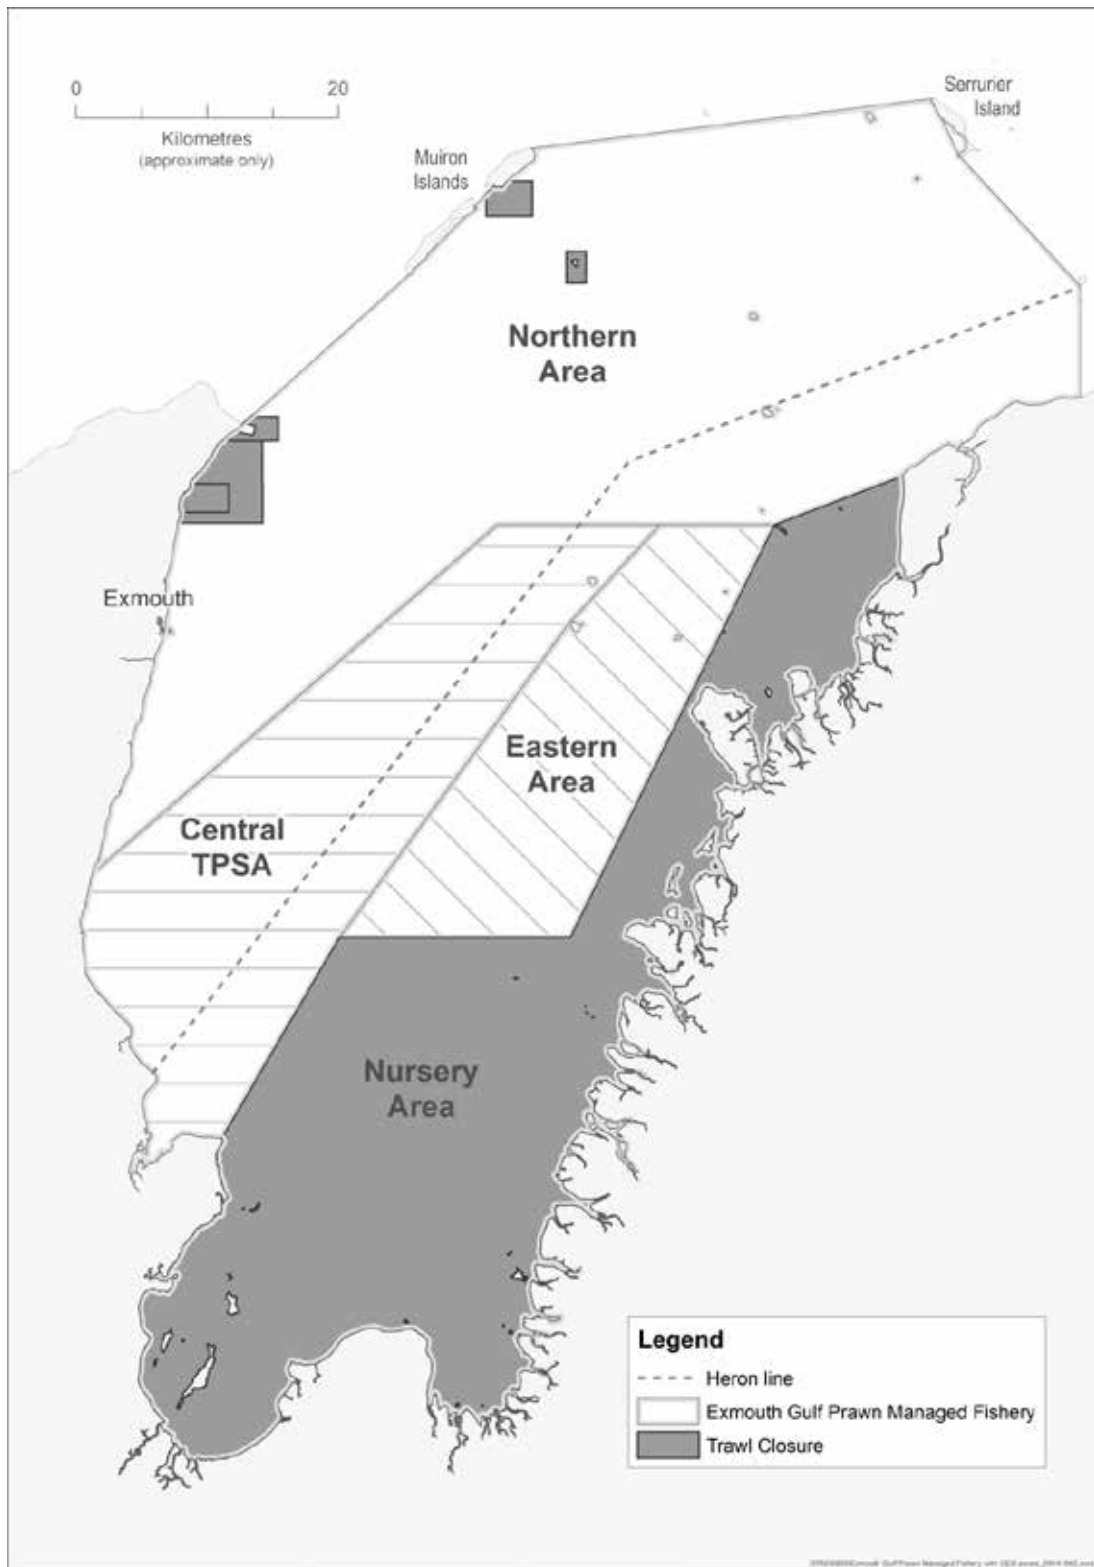 0 20
Kilometres
(approximate only)
Serrurier
Island
Muiron
Islands
Northern
Area
Exmouth
Eastern
Area
Central
TPSA
Nursery
Area
Legend
Heron line
Exmouth Gulf Prawn Managed Fishery
Trawl Closure